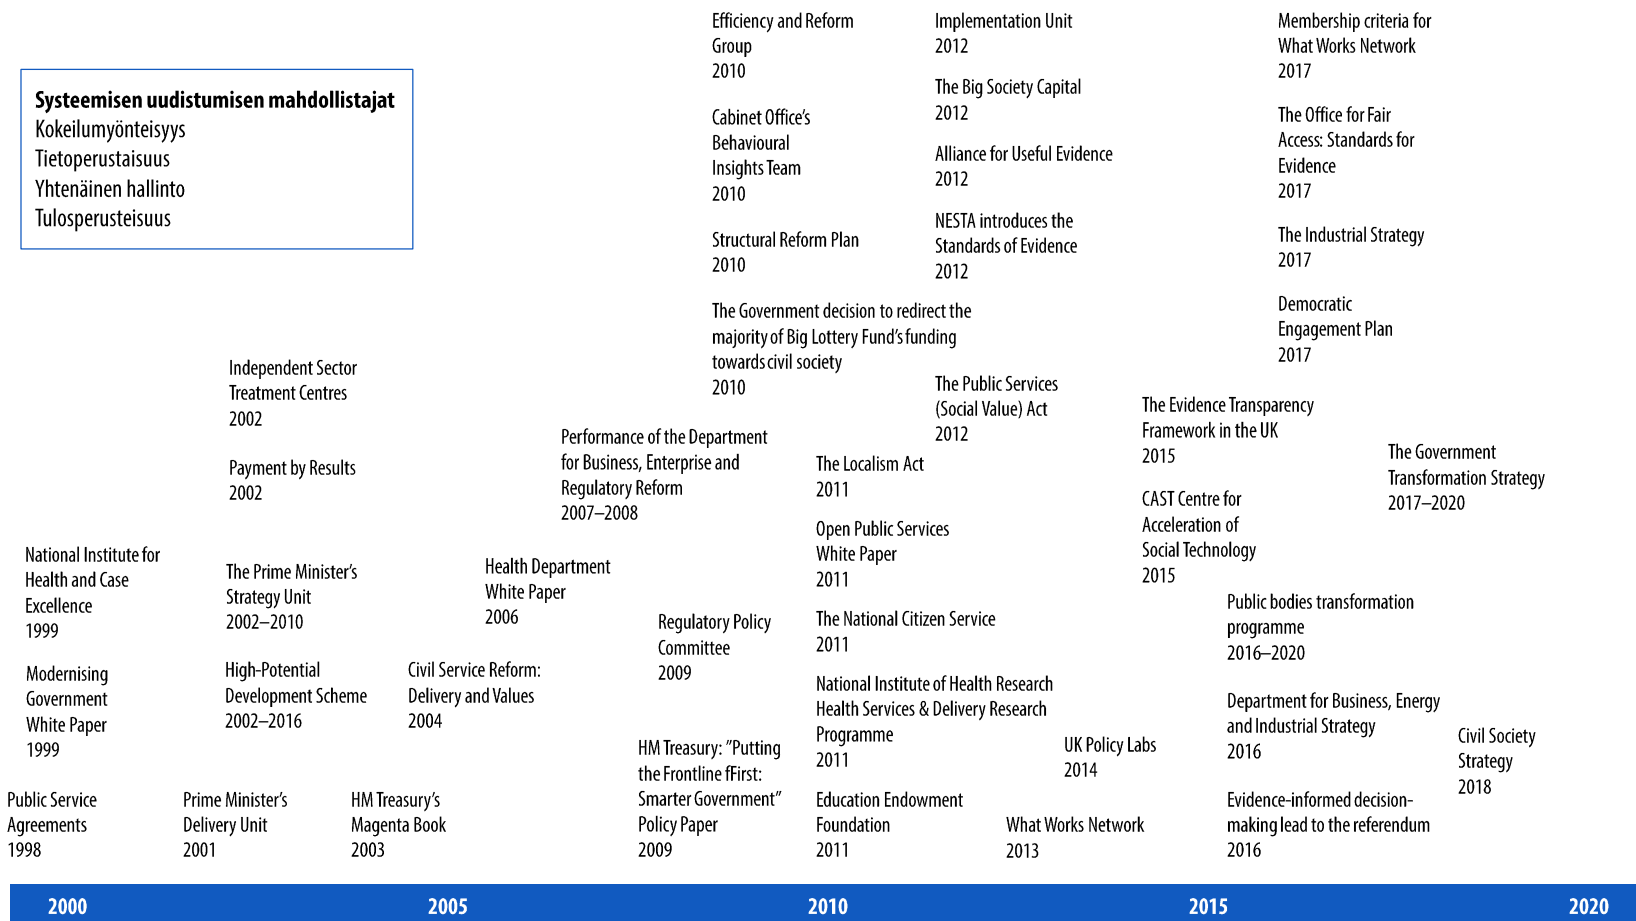 Systeemisen uudistumisen mahdollistajat
Kokeilumyönteisyys
Tietoperustaisuus
Yhtenäinen hallinto
Tulosperusteisuus
Public Service
Agreements
1998
National Institute for
Health and Case
Excellence
1999
Modernising
Government
White Paper
1999
Prime Minister’s
Delivery Unit
2001
Independent Sector
Treatment Centres
2002
Payment by Results
2002
The Prime Minister’s
Strategy Unit
2002–2010
High-Potential
Development Scheme
2002–2016
HM Treasury’s
Magenta Book
2003
Civil Service Reform:
Delivery and Values
2004
Health Department
White Paper
2006
Performance of the Department
for Business, Enterprise and
Regulatory Reform
2007–2008
Regulatory Policy
Committee
2009
HM Treasury: ”Putting
the Frontline fFirst:
Smarter Government”
Policy Paper
2009
Efficiency and Reform
Group
2010
Cabinet Office’s
Behavioural
Insights Team
2010
Structural Reform Plan
2010
The Government decision to redirect the
majority of Big Lottery Fund’s funding
towards civil society
2010
The Localism Act
2011
Open Public Services
White Paper
2011
The National Citizen Service
2011
National Institute of Health Research
Health Services & Delivery Research
Programme
2011
Education Endowment
Foundation
2011
Implementation Unit
2012
The Big Society Capital
2012
Alliance for Useful Evidence
2012
NESTA introduces the
Standards of Evidence
2012
The Public Services
(Social Value) Act
2012
What Works Network
2013
UK Policy Labs
2014
The Evidence Transparency
Framework in the UK
2015
CAST Centre for
Acceleration of
Social Technology
2015
Public bodies transformation
programme
2016–2020
Department for Business, Energy
and Industrial Strategy
2016
Evidence-informed decision-
making lead to the referendum
2016
Membership criteria for
What Works Network
2017
The Office for Fair
Access: Standards for
Evidence
2017
The Industrial Strategy
2017
Democratic
Engagement Plan
2017
The Government
Transformation Strategy
2017–2020
Civil Society
Strategy
2018
2000
2005
2010
2015
2020